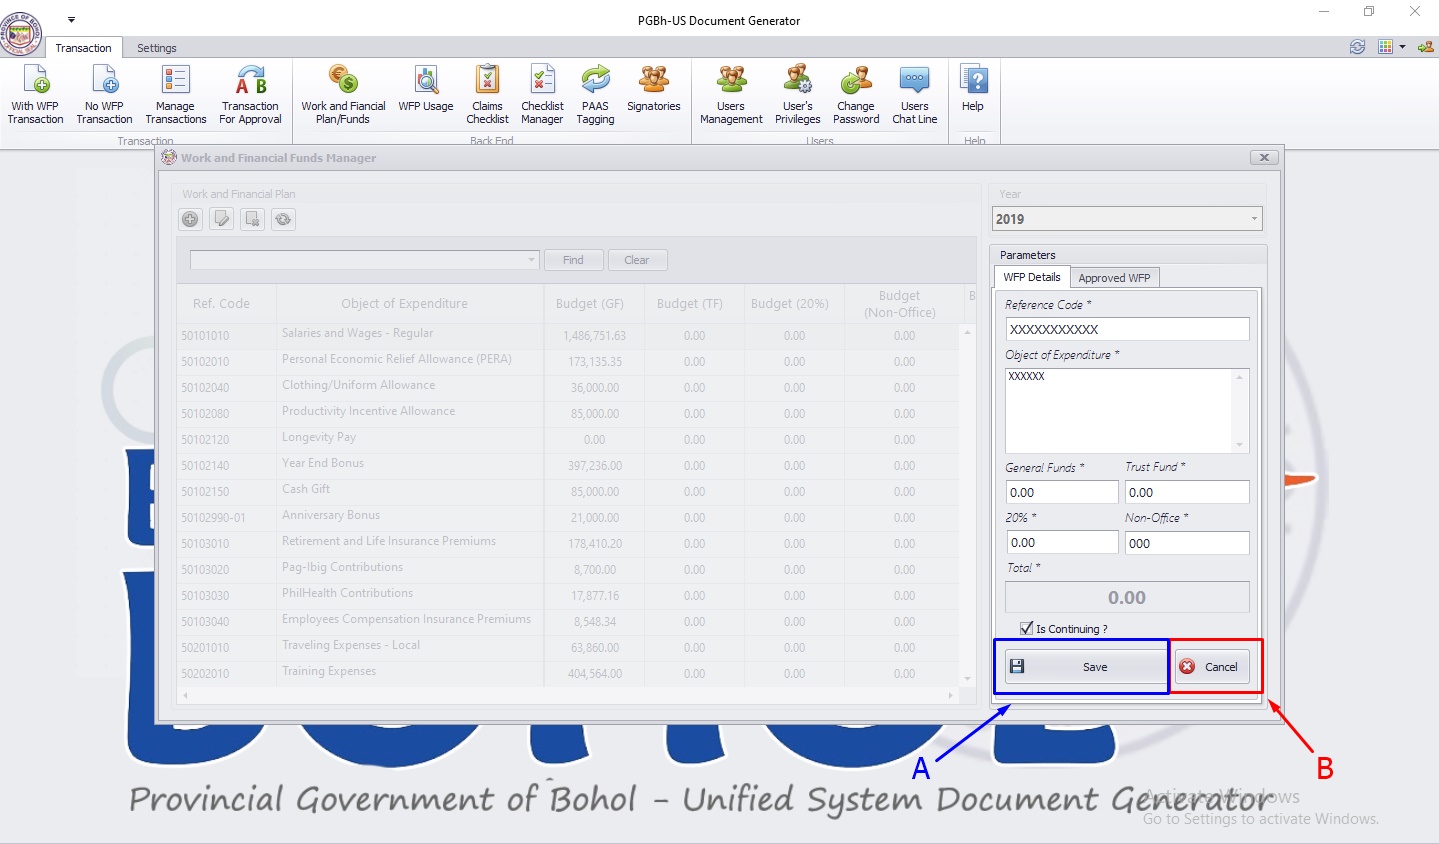 PGBh-US Document Generator
Transaction Settings
With WFP Transaction
No WFP Transaction
Manage Transactions
Transaction For Approval
Work and Fiancial Plan/Funds
WFP Usage
Claims Checklist
Checklist Manager
PAAS Tagging
Signatories
Users Management
User's Privileges
Change Password
Users Chat Line
Help
Transaction Back End Users Help
Work and Financial Funds Manager
Work and Financial Plan
Find Clear
Ref. Code Object of Expenditure Budget (GF) Budget (TF) Budget (20%) Budget (Non-Office) B
50101010 Salaries and Wages - Regular 1,486,751.63 0.00 0.00 0.00
50102010 Personal Economic Relief Allowance (PERA) 173,135.35 0.00 0.00 0.00
50102040 Clothing/Uniform Allowance 36,000.00 0.00 0.00 0.00
50102080 Productivity Incentive Allowance 85,000.00 0.00 0.00 0.00
50102120 Longevity Pay 0.00 0.00 0.00 0.00
50102140 Year End Bonus 397,236.00 0.00 0.00 0.00
50102150 Cash Gift 85,000.00 0.00 0.00 0.00
50102990-01 Anniversary Bonus 21,000.00 0.00 0.00 0.00
50103010 Retirement and Life Insurance Premiums 178,410.20 0.00 0.00 0.00
50103020 Pag-Ibig Contributions 8,700.00 0.00 0.00 0.00
50103030 PhilHealth Contributions 17,877.16 0.00 0.00 0.00
50103040 Employees Compensation Insurance Premiums 8,548.34 0.00 0.00 0.00
50201010 Traveling Expenses - Local 63,860.00 0.00 0.00 0.00
50202010 Training Expenses 404,564.00 0.00 0.00 0.00
Year
2019
Parameters
WFP Details Approved WFP
Reference Code *
XXXXXXXXXXX
Object of Expenditure *
XXXXXX
General Funds * Trust Fund *
0.00 0.00
20% * Non-Office *
0.00 000
Total *
0.00
Is Continuing ?
Save Cancel
A B
Provincial Government of Bohol - Unified System Document Generator
Activate Windows
Go to Settings to activate Windows.